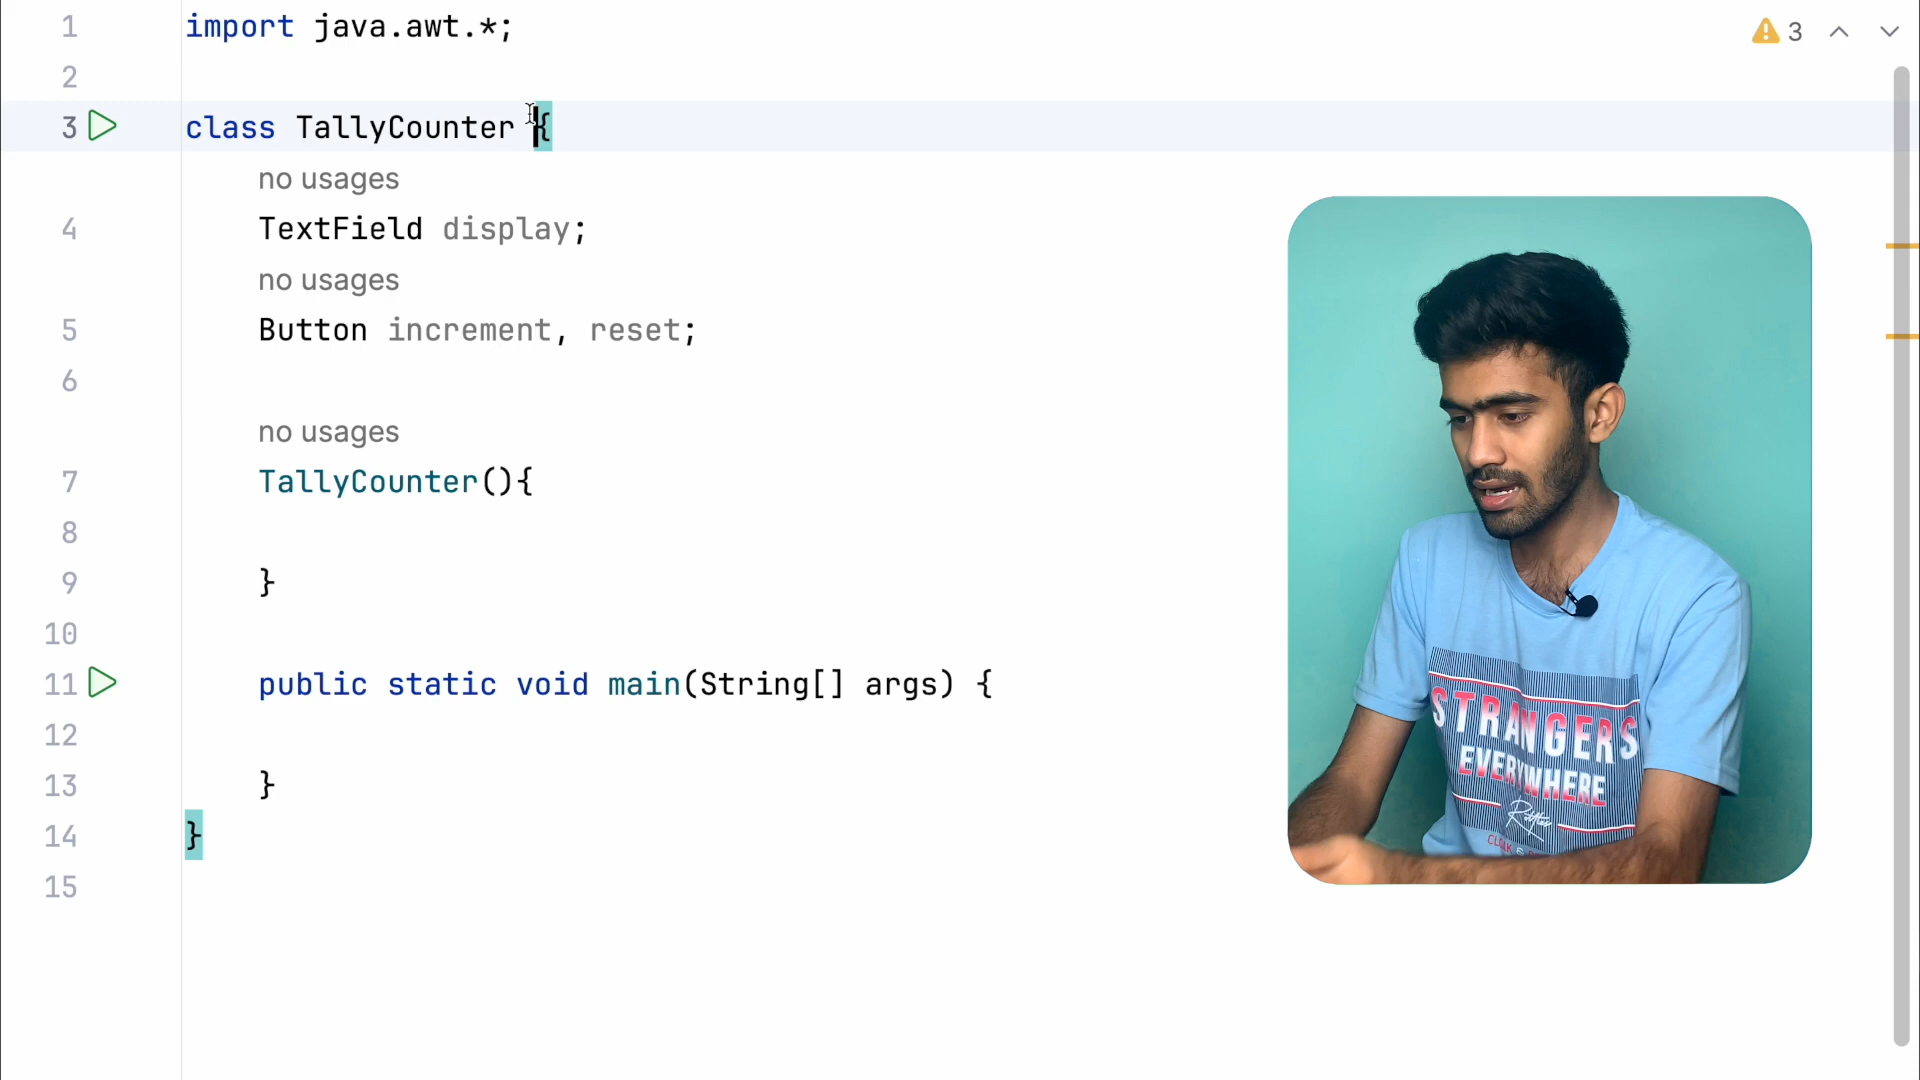 1 import java.awt.*;
3
2
3 class TallyCounter {
no usages
4 TextField display;
no usages
5 Button increment, reset;
6
no usages
7 TallyCounter(){
8
9 }
10
11 public static void main(String[] args) {
12
13 }
14 }
15
STRANGERS
EVERYWHERE